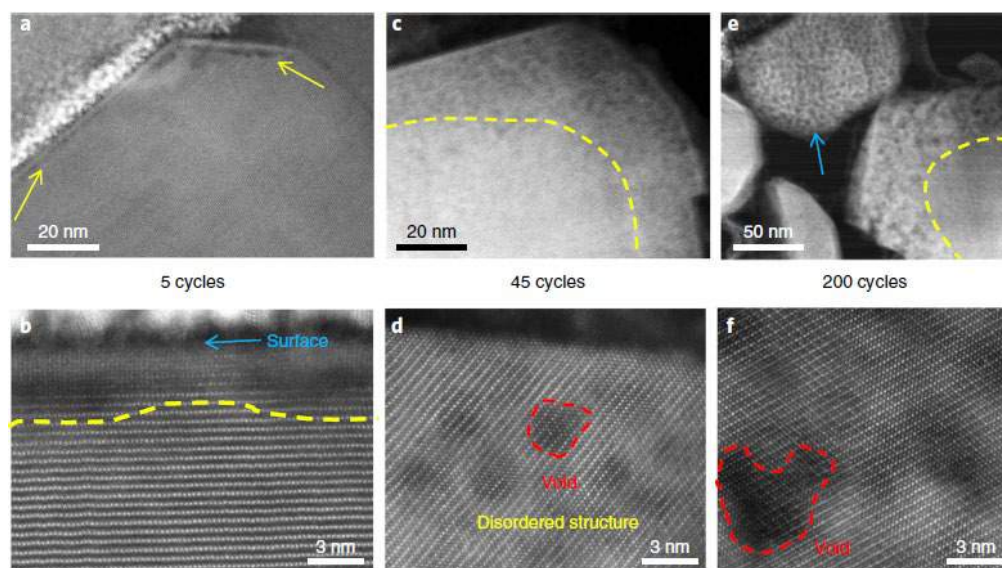 a
20 nm
c
20 nm
e
50 nm
5 cycles
45 cycles
200 cycles
b
Surface
3 nm
d
Void
Disordered structure
3 nm
f
Void
3 nm